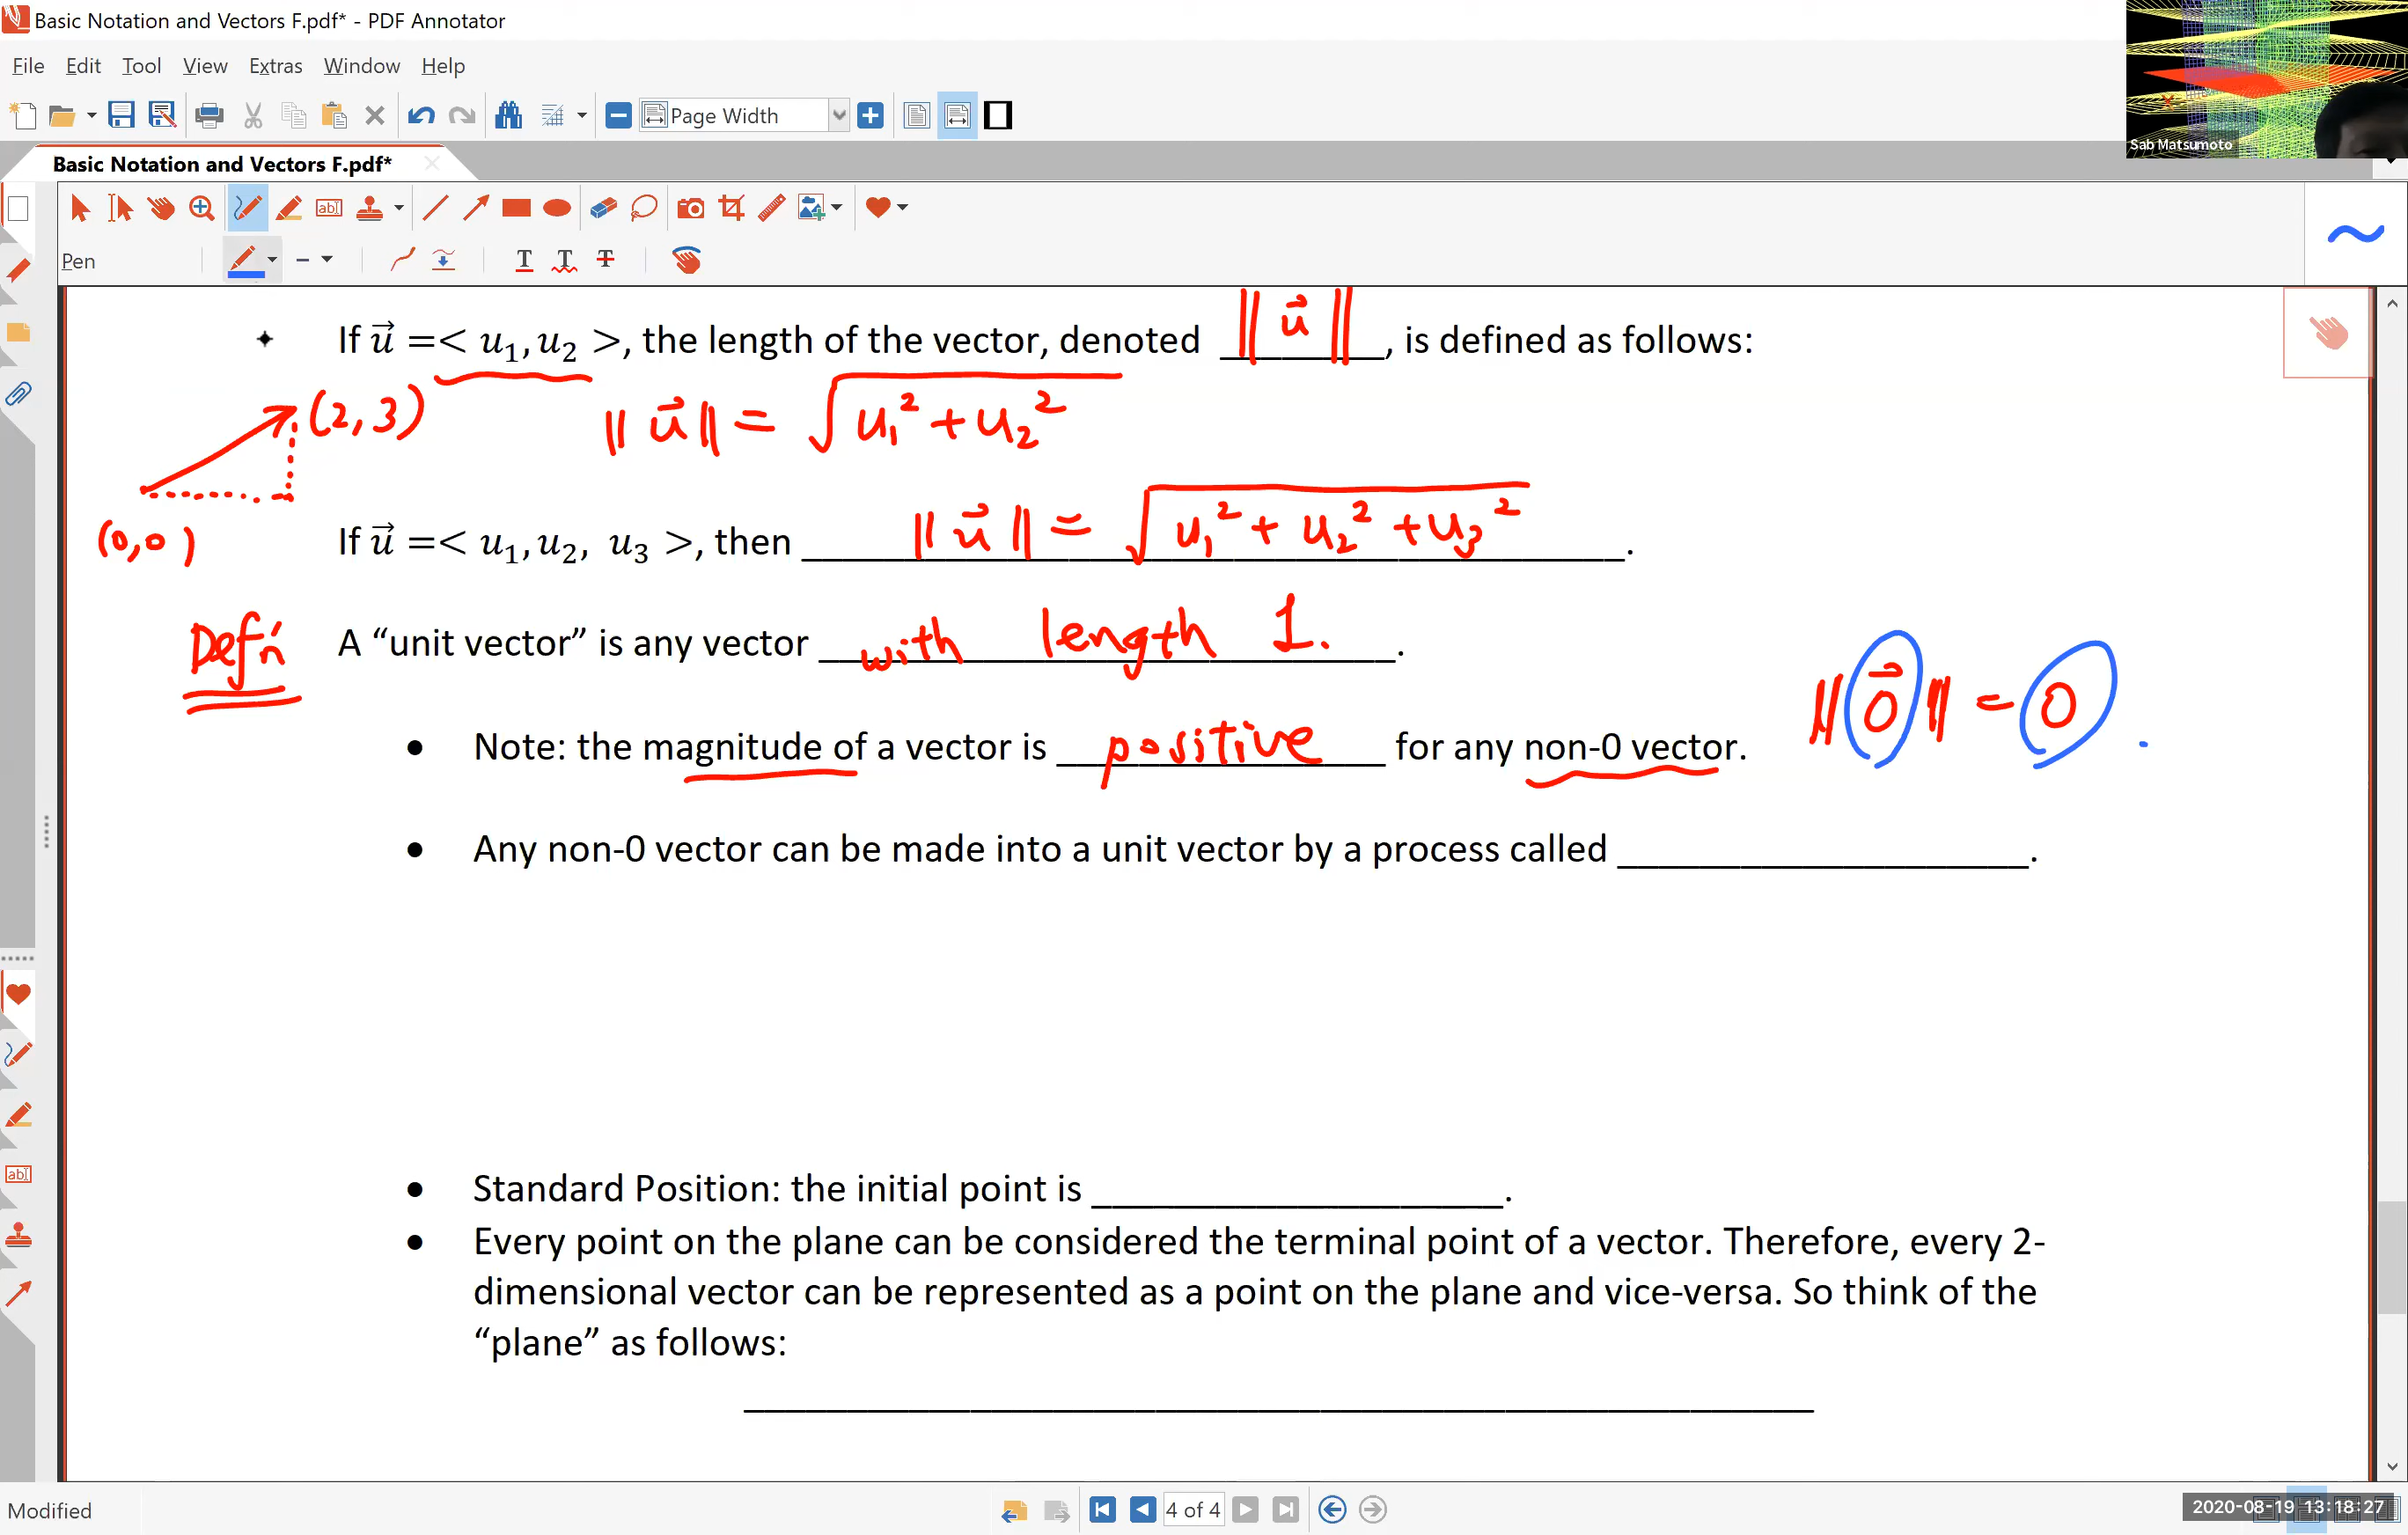 Basic Notation and Vectors F.pdf* - PDF Annotator
File Edit Tool View Extras Window Help
Page Width
Sab Matsumoto
Basic Notation and Vectors F.pdf*
Pen
If u⃗ =< u₁, u₂ >, the length of the vector, denoted ‖u⃗‖, is defined as follows:
(2, 3)
‖u⃗‖ = √(u₁² + u₂²)
(0, 0)
If u⃗ =< u₁, u₂, u₃ >, then ‖u⃗‖ = √(u₁² + u₂² + u₃²).
Def'n A “unit vector” is any vector with length 1.
• Note: the magnitude of a vector is positive for any non-0 vector. ‖0⃗‖ = 0.
• Any non-0 vector can be made into a unit vector by a process called ____________________.
• Standard Position: the initial point is ____________________.
• Every point on the plane can be considered the terminal point of a vector. Therefore, every 2-
dimensional vector can be represented as a point on the plane and vice-versa. So think of the
“plane” as follows:
Modified
4 of 4
2020-08-19 13:18:27